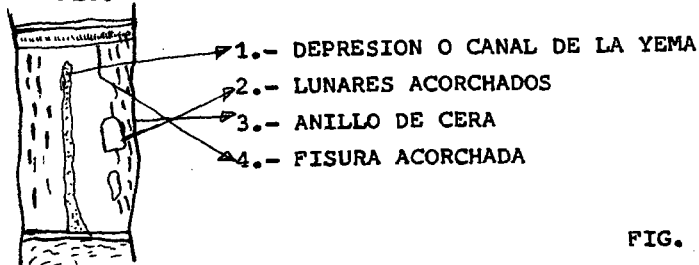 1.- DEPRESION O CANAL DE LA YEMA
2.- LUNARES ACORCHADOS
3.- ANILLO DE CERA
4.- FISURA ACORCHADA
FIG.